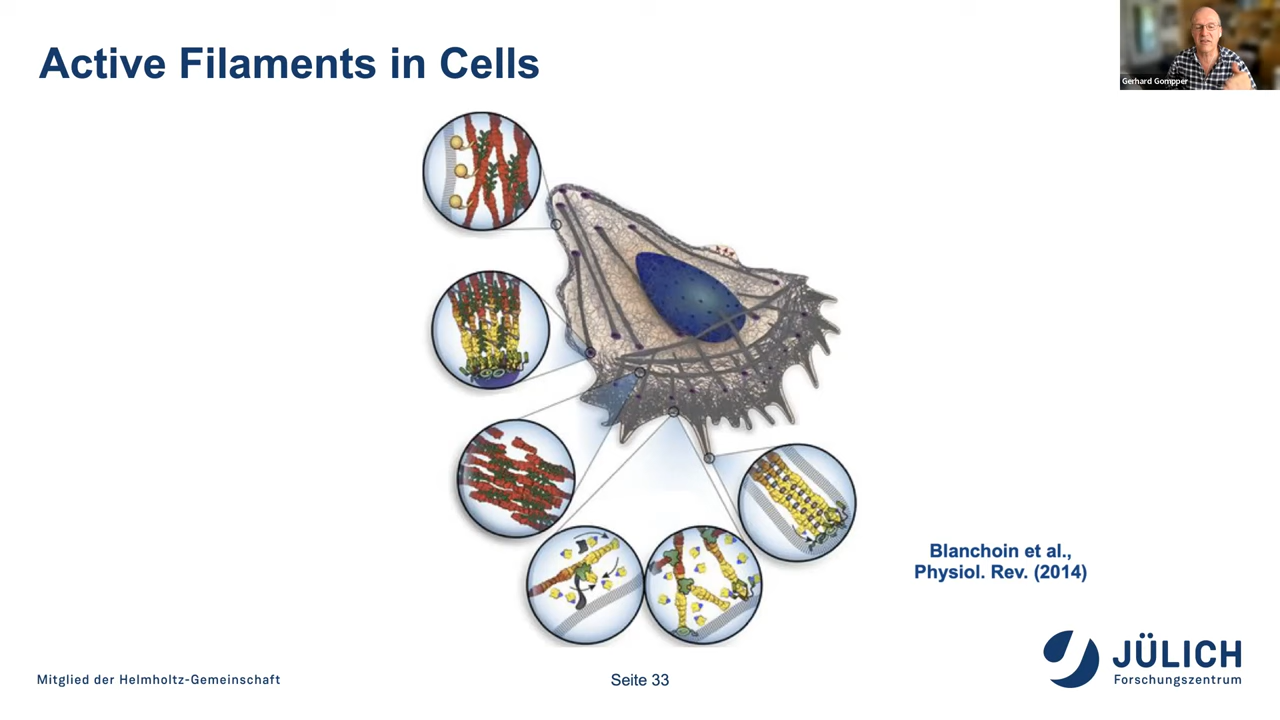 Active Filaments in Cells
Gerhard Gompper
Blanchoin et al.,
Physiol. Rev. (2014)
JÜLICH
Forschungszentrum
Mitglied der Helmholtz-Gemeinschaft
Seite 33